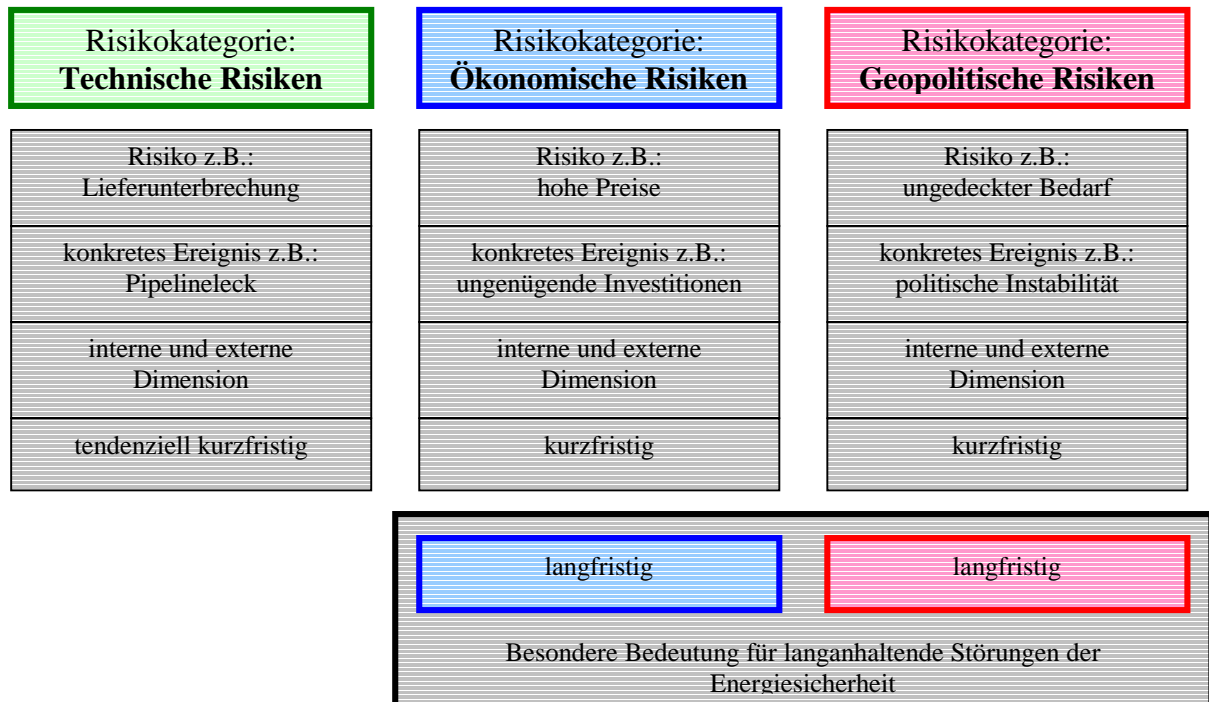 Risikokategorie:
Technische Risiken
Risiko z.B.:
Lieferunterbrechung
konkretes Ereignis z.B.:
Pipelineleck
interne und externe
Dimension
tendenziell kurzfristig
Risikokategorie:
Ökonomische Risiken
Risiko z.B.:
hohe Preise
konkretes Ereignis z.B.:
ungenügende Investitionen
interne und externe
Dimension
kurzfristig
Risikokategorie:
Geopolitische Risiken
Risiko z.B.:
ungedeckter Bedarf
konkretes Ereignis z.B.:
politische Instabilität
interne und externe
Dimension
kurzfristig
langfristig
langfristig
Besondere Bedeutung für langanhaltende Störungen der
Energiesicherheit